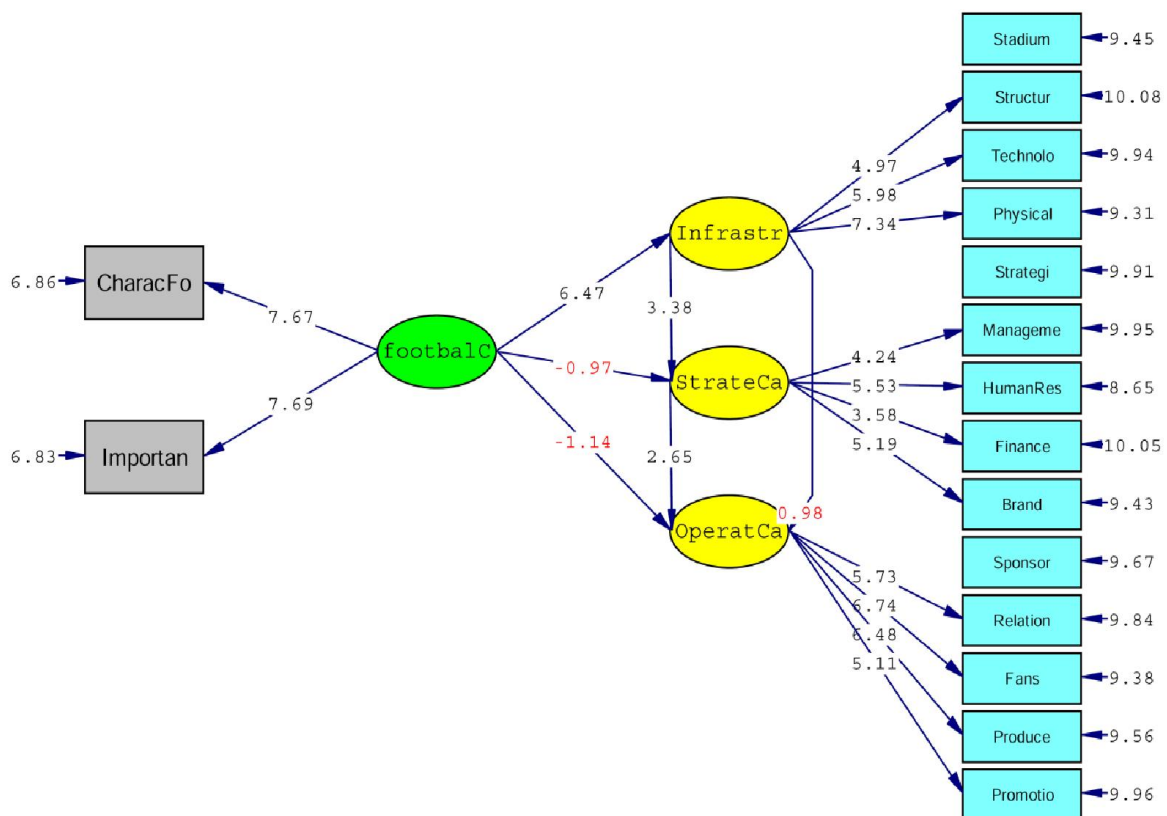 Stadium
9.45
Structur
10.08
Technolo
9.94
Physical
9.31
Strategi
9.91
Manageme
9.95
HumanRes
8.65
Finance
10.05
Brand
9.43
Sponsor
9.67
Relation
9.84
Fans
9.38
Produce
9.56
Promotio
9.96
4.97
5.98
7.34
4.24
5.53
3.58
5.19
5.73
6.74
6.48
5.11
Infrastr
StrateCa
OperatCa
3.38
2.65
0.98
6.47
-0.97
-1.14
footbalC
7.67
7.69
6.86
CharacFo
6.83
Importan